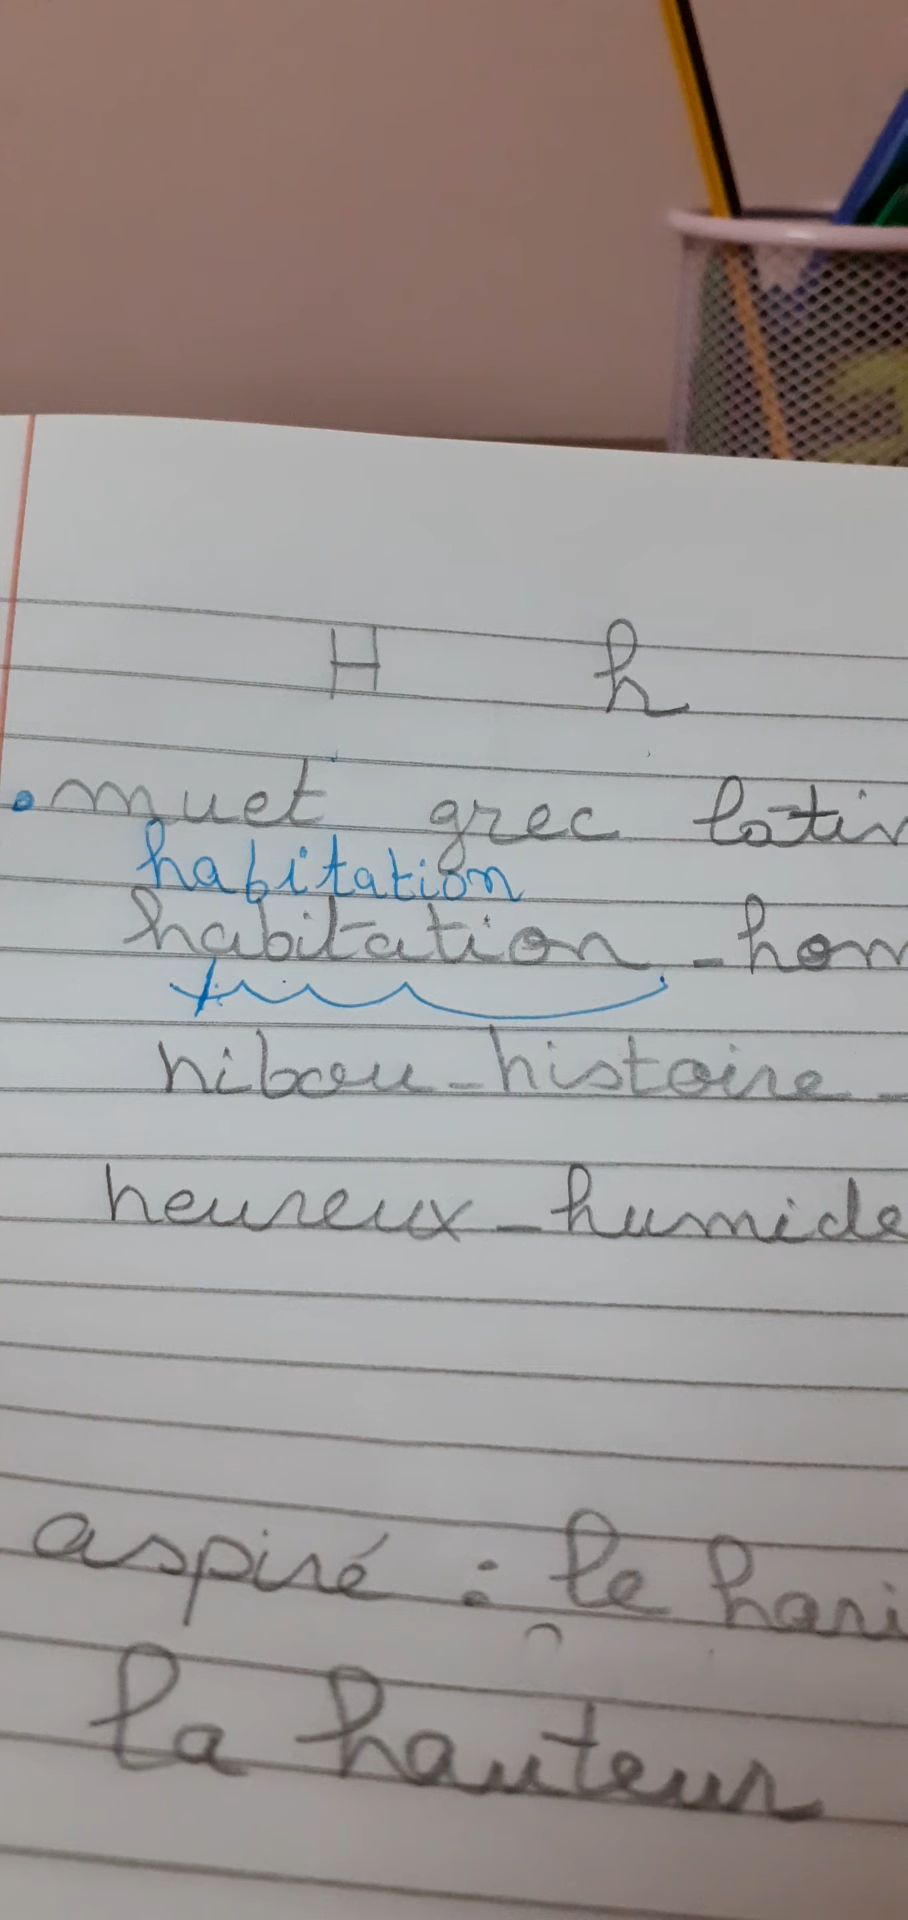 H h
muet grec latin
habitation
habitation - hom
hibou - histoire -
heureux - humide
aspiré : le hari
la hauteur